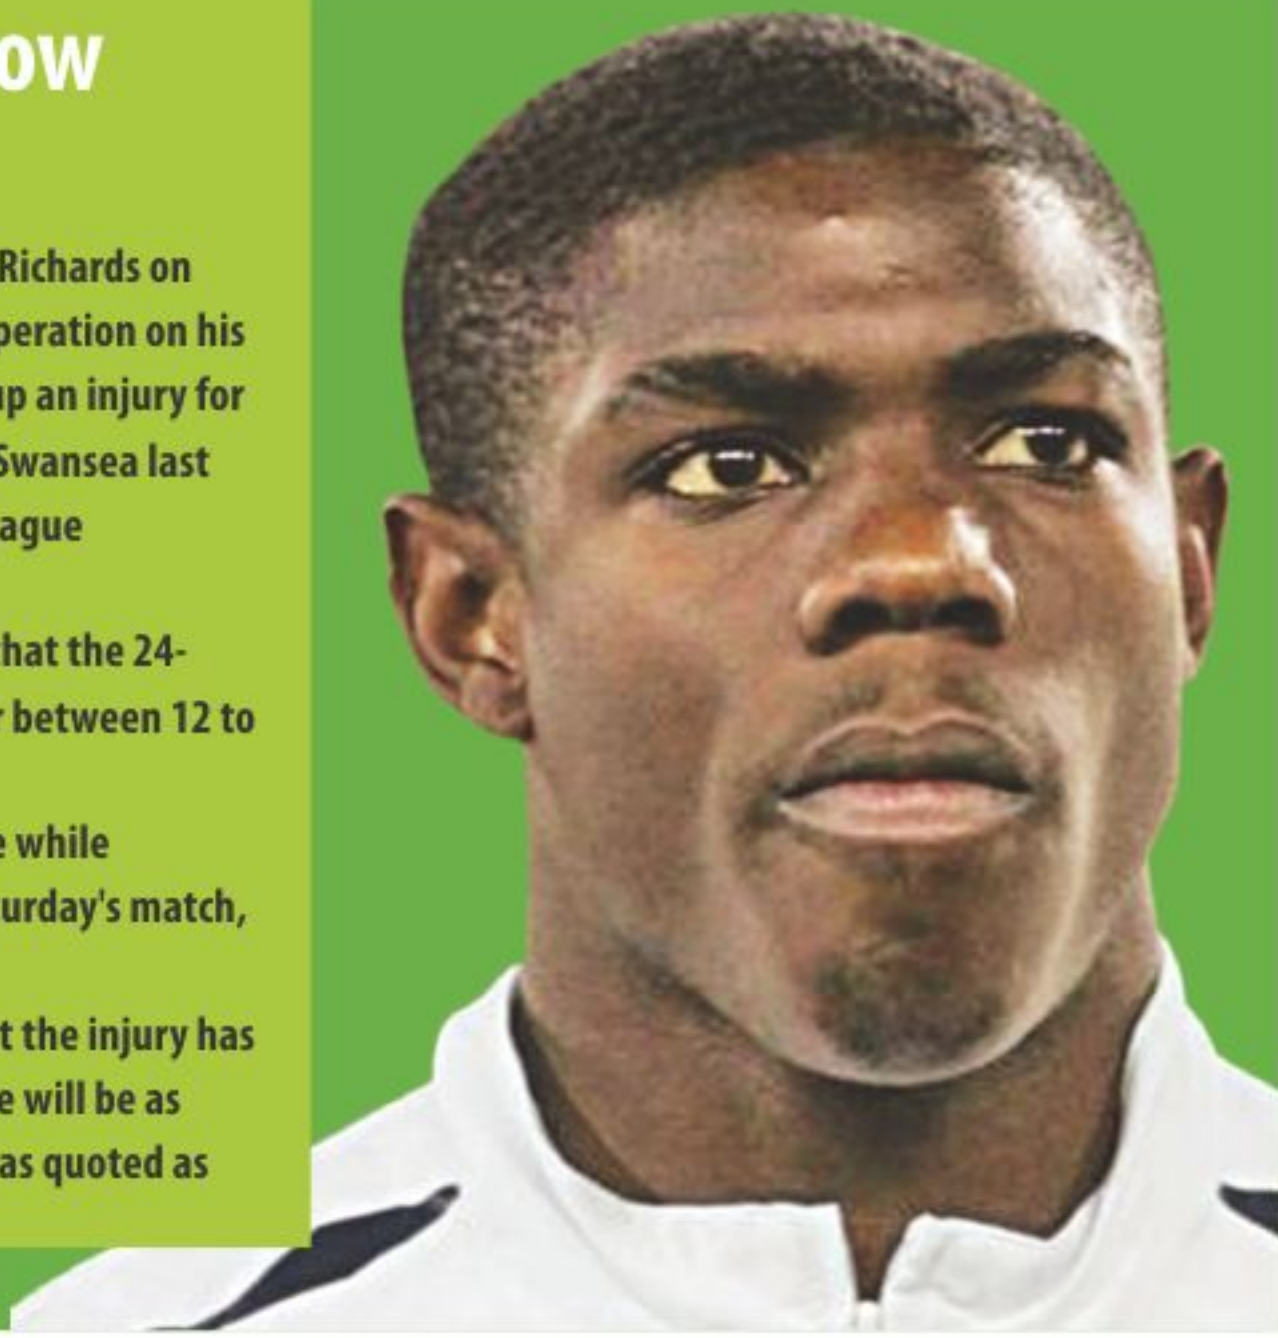 ow
Richards on
peration on his
up an injury for
Swansea last
ague
hat the 24-
r between 12 to
e while
urday's match,
t the injury has
e will be as
as quoted as